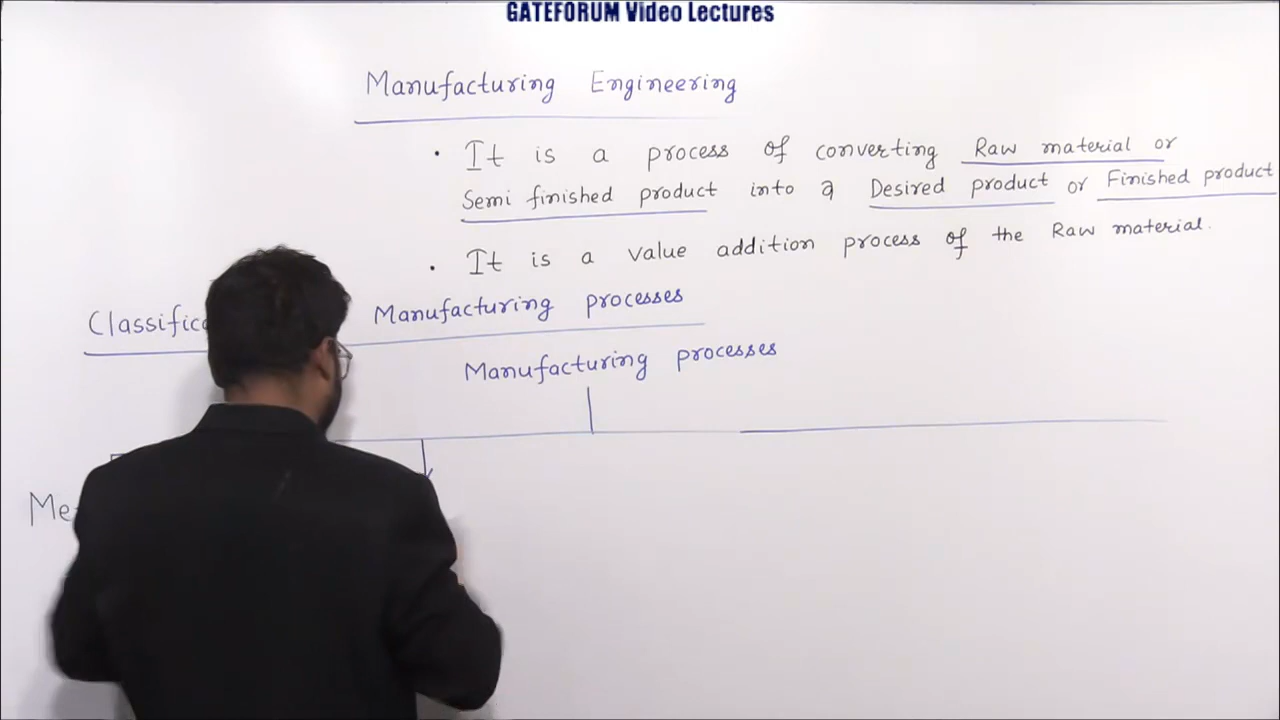 GATEFORUM Video Lectures
Manufacturing Engineering
• It is a process of converting Raw material or
Semi finished product into a Desired product or Finished product
• It is a value addition process of the Raw material.
Manufacturing processes
Manufacturing processes